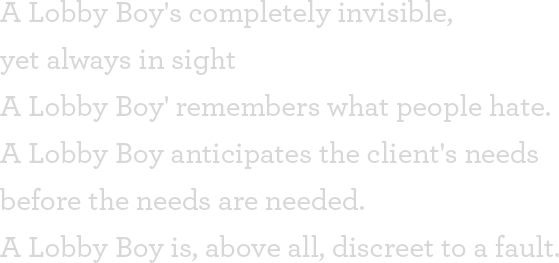 A Lobby Boy's completely invisible,
yet always in sight
A Lobby Boy' remembers what people hate.
A Lobby Boy anticipates the client's needs
before the needs are needed.
A Lobby Boy is, above all, discreet to a fault.